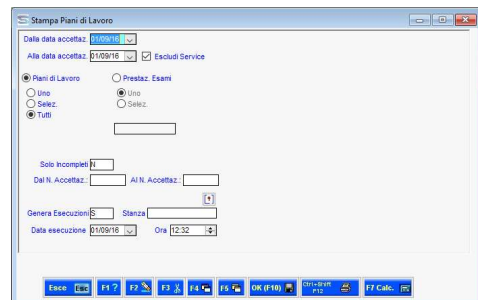 Stampa Piani di Lavoro
Dalla data accettaz. 01/09/16
Alla data accettaz. 01/09/16 Escludi Service
Piani di Lavoro Prestaz. Esami
Uno Uno
Selez. Selez.
Tutti
Solo Incompleti N
Dal N. Accettaz.: Al N. Accettaz.:
Genera Esecuzioni S Stanza
Data esecuzione 01/09/16 Ora 12:32
Esce Esc F1 ? F2 F3 F4 F5 OK (F10) Ctrl+Shift F12 F7 Calc.